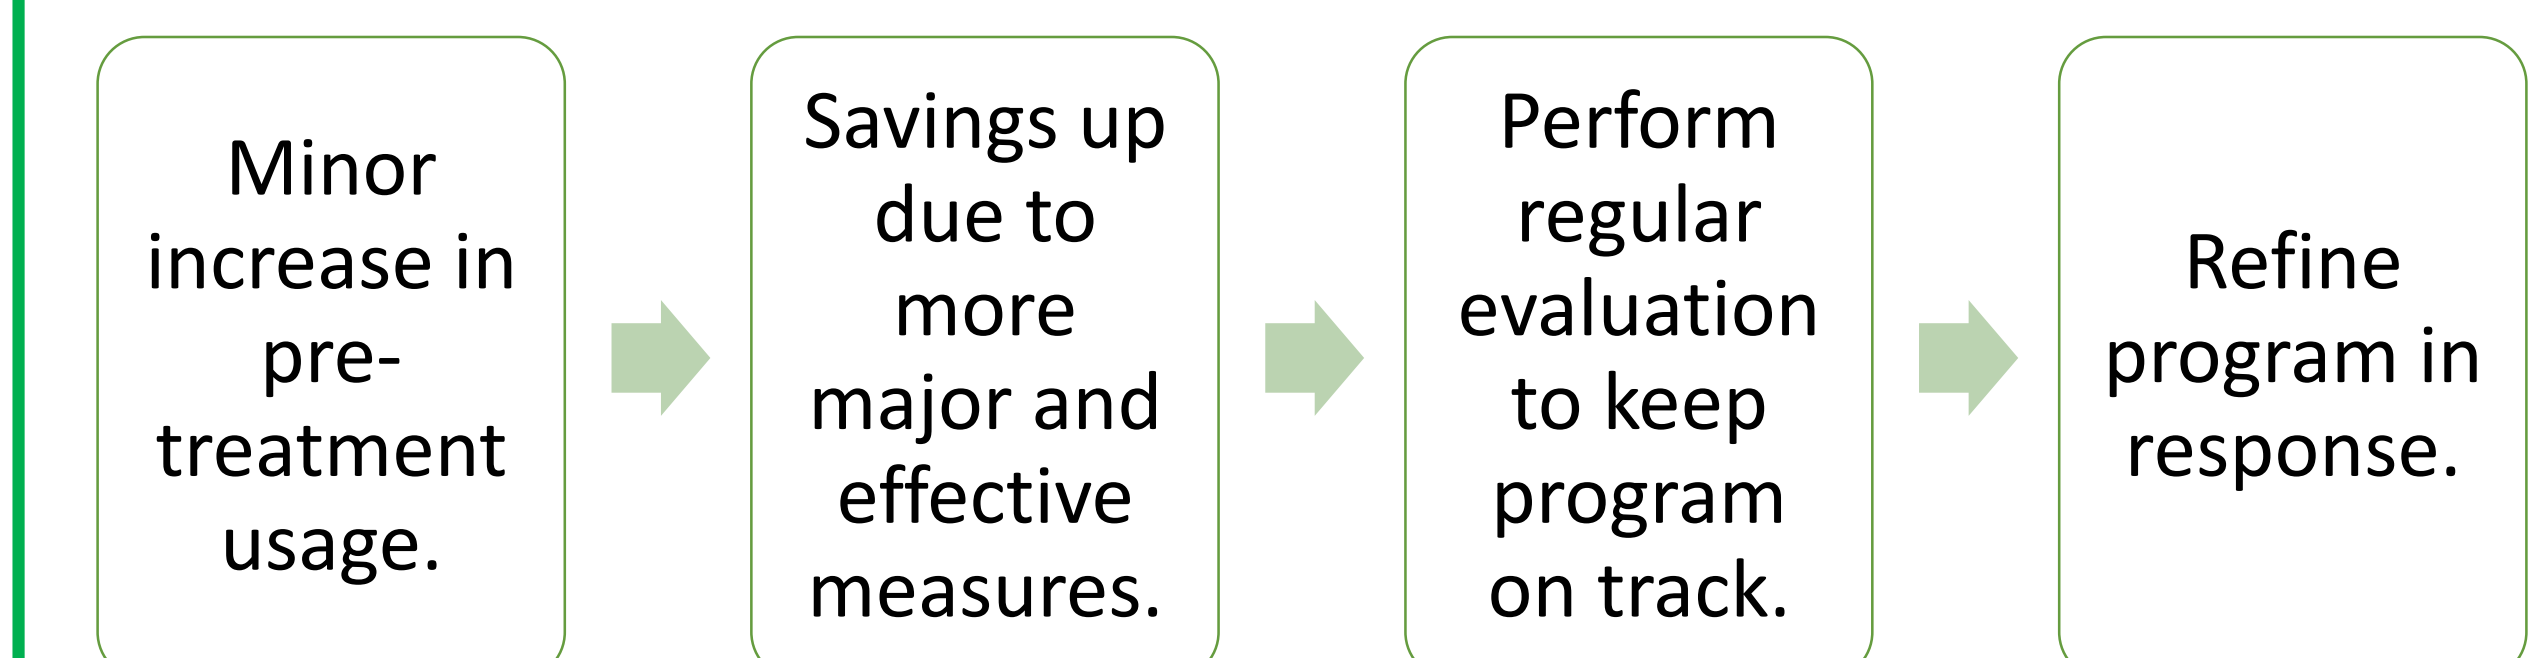 Minor
increase in
pre-
treatment
usage.
Savings up
due to
more
major and
effective
measures.
Perform
regular
evaluation
to keep
program
on track.
Refine
program in
response.